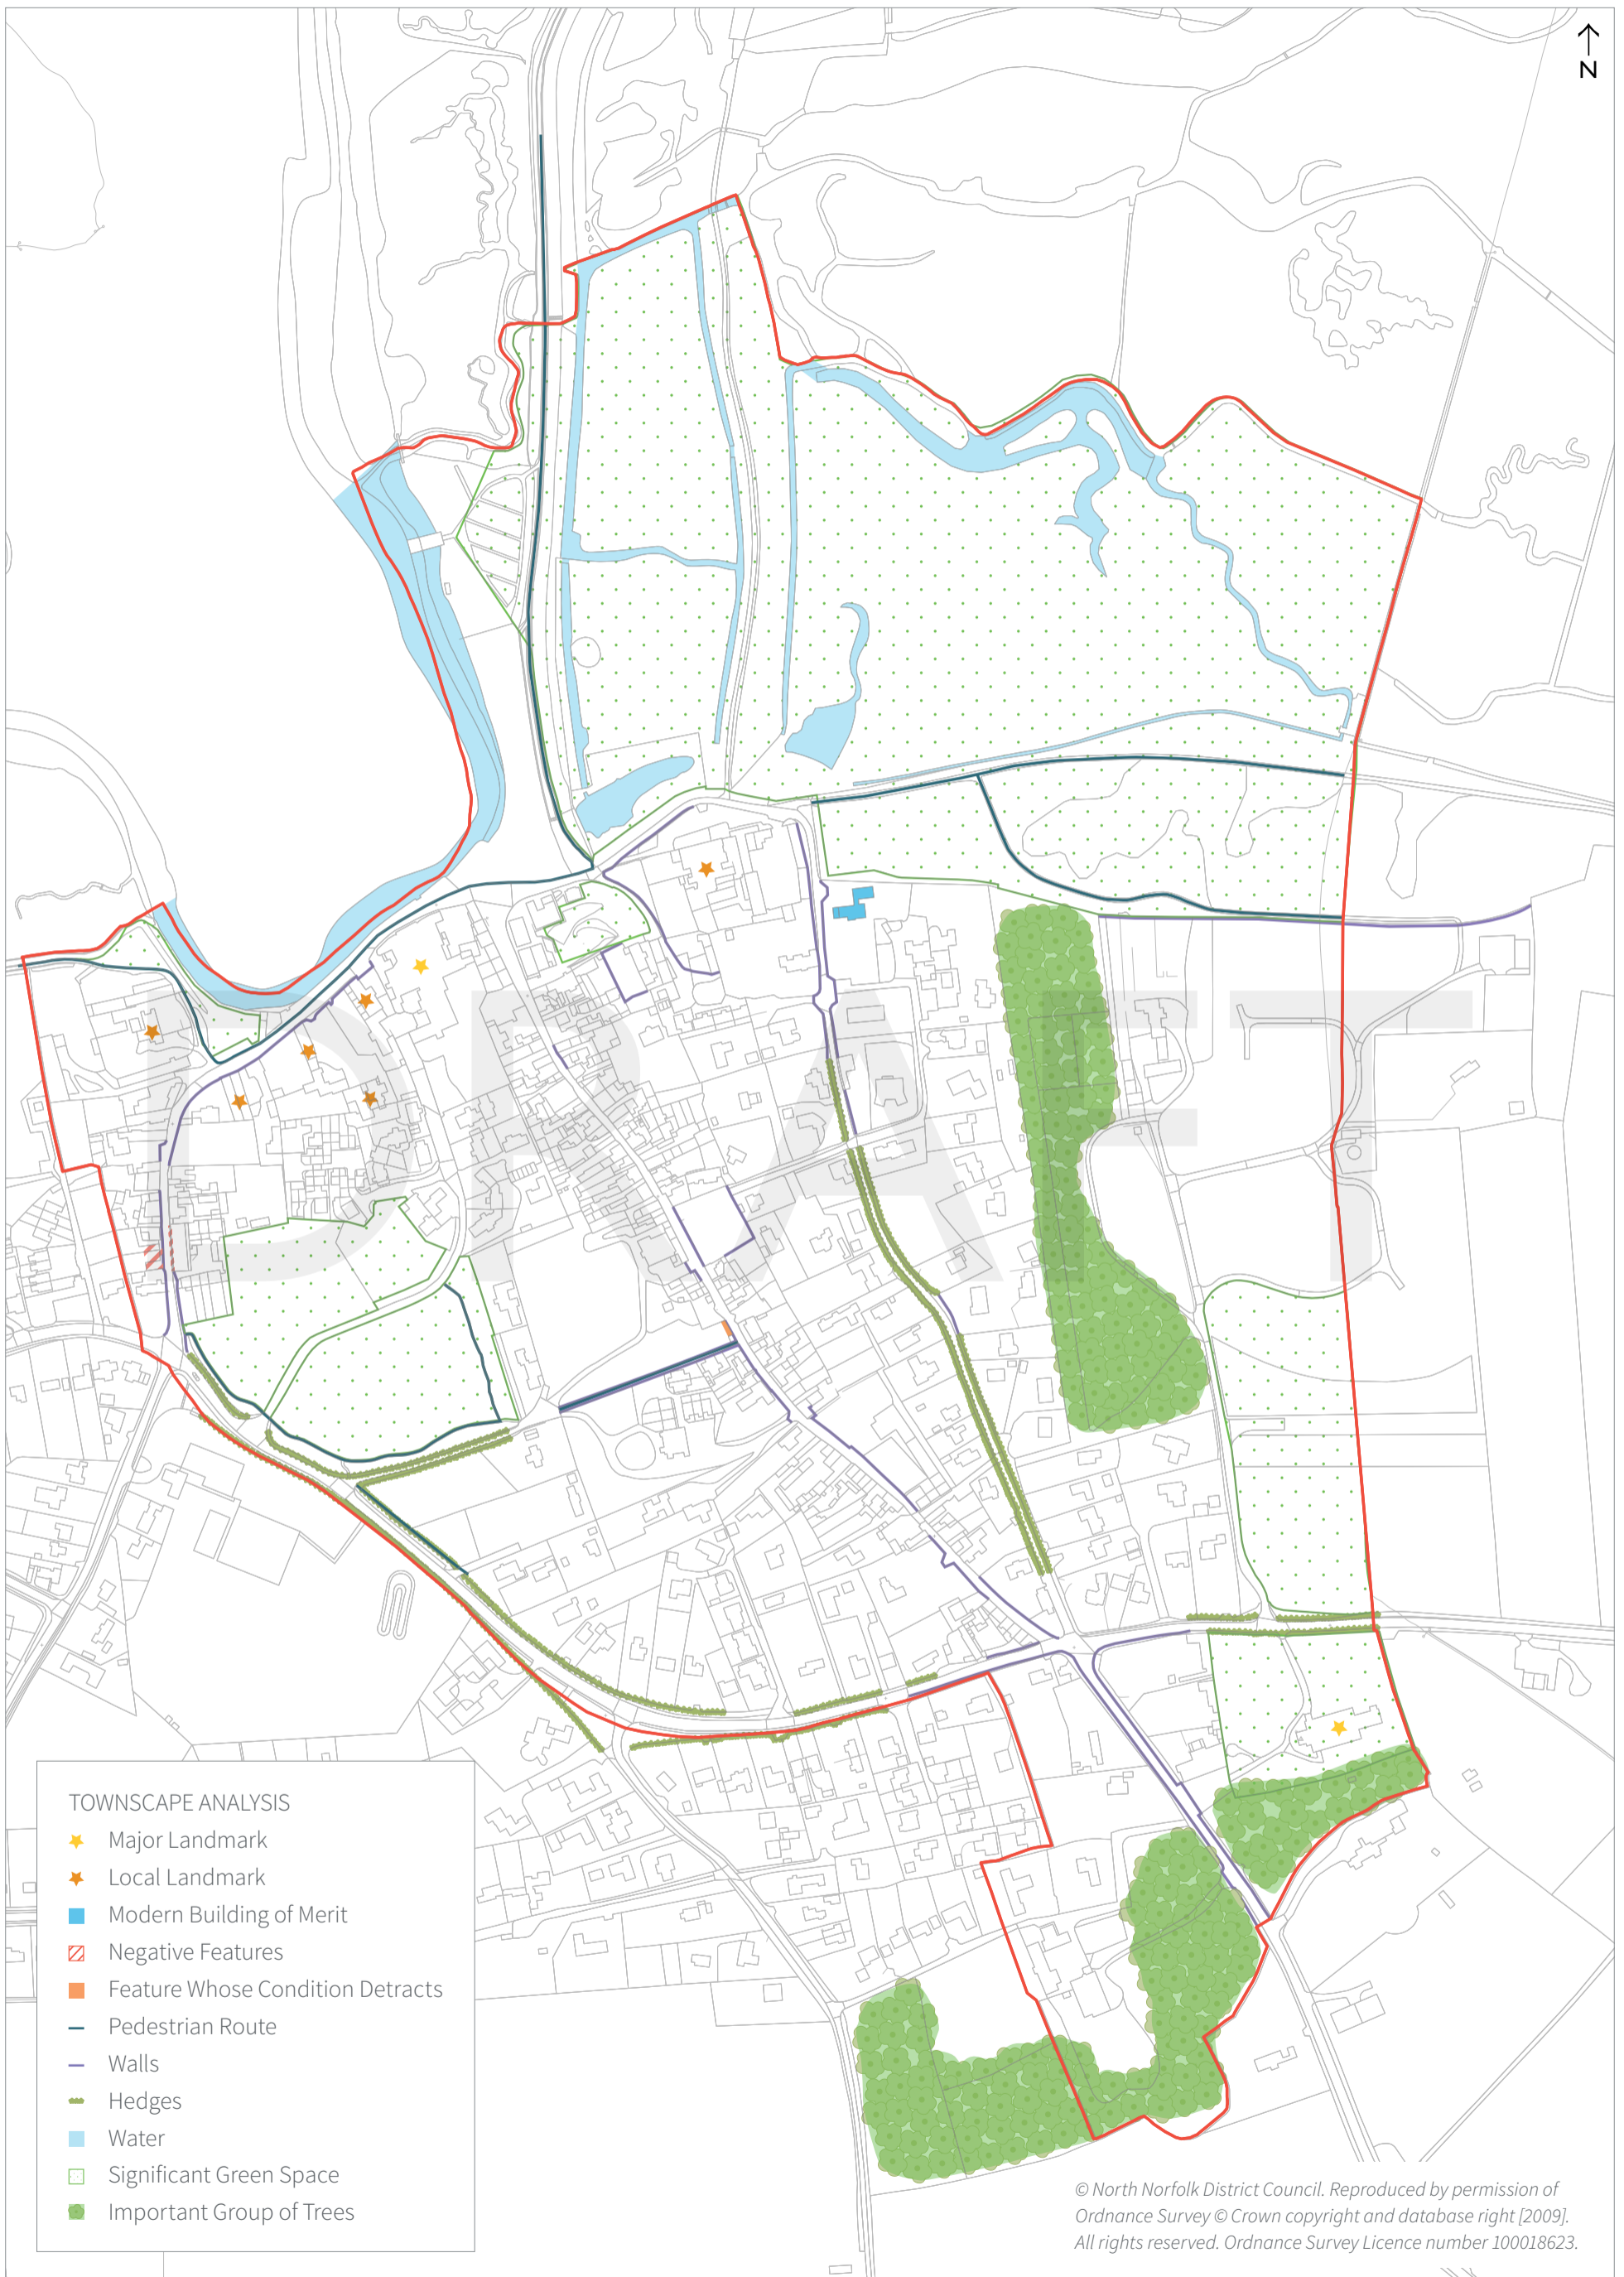 N
DRAFT
TOWNSCAPE ANALYSIS
Major Landmark
Local Landmark
Modern Building of Merit
Negative Features
Feature Whose Condition Detracts
Pedestrian Route
Walls
Hedges
Water
Significant Green Space
Important Group of Trees
© North Norfolk District Council. Reproduced by permission of
Ordnance Survey © Crown copyright and database right [2009].
All rights reserved. Ordnance Survey Licence number 100018623.